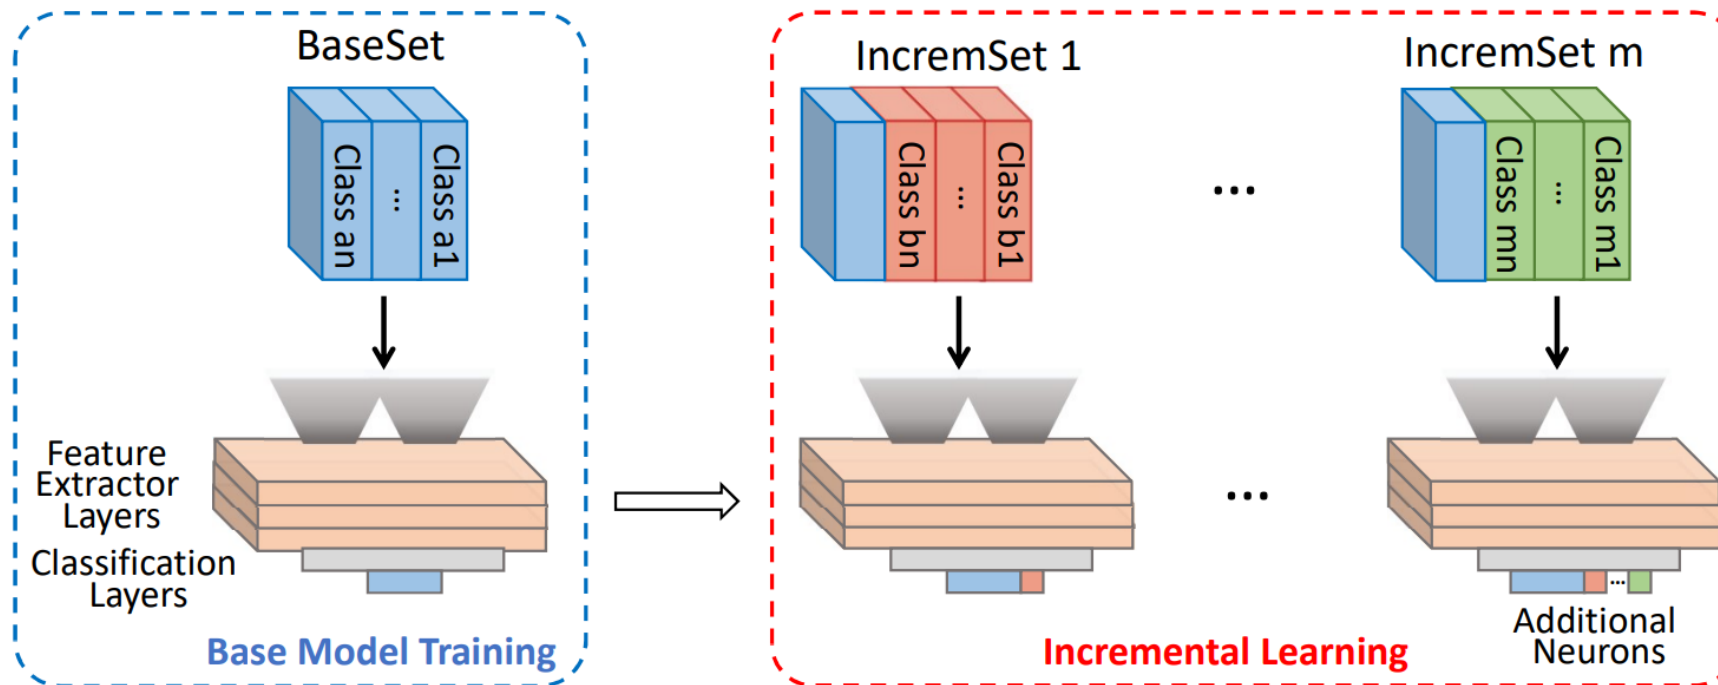 BaseSet
IncremSet 1
IncremSet m
Class an
...
Class a1
Class bn
...
Class b1
...
Class mn
...
Class m1
Feature
Extractor
Layers
...
Classification
Layers
...
Additional
Neurons
Base Model Training
Incremental Learning